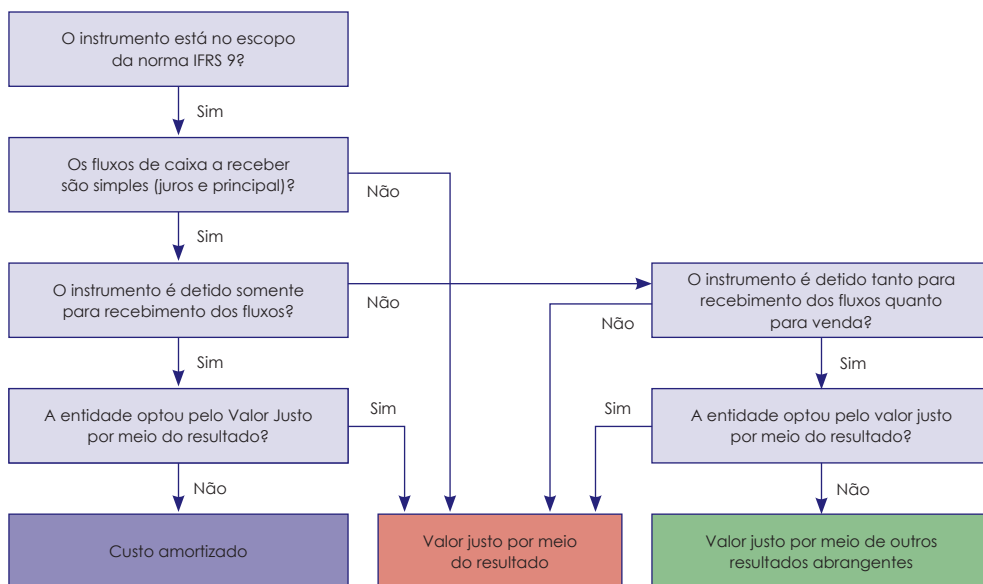 O instrumento está no escopo
da norma IFRS 9?
Sim
Os fluxos de caixa a receber
são simples (juros e principal)?
Não
Sim
O instrumento é detido somente
para recebimento dos fluxos?
Não
O instrumento é detido tanto para
recebimento dos fluxos quanto
para venda?
Não
Sim
Sim
A entidade optou pelo Valor Justo
por meio do resultado?
Sim
Sim
A entidade optou pelo valor justo
por meio do resultado?
Não
Não
Custo amortizado
Valor justo por meio
do resultado
Valor justo por meio de outros
resultados abrangentes